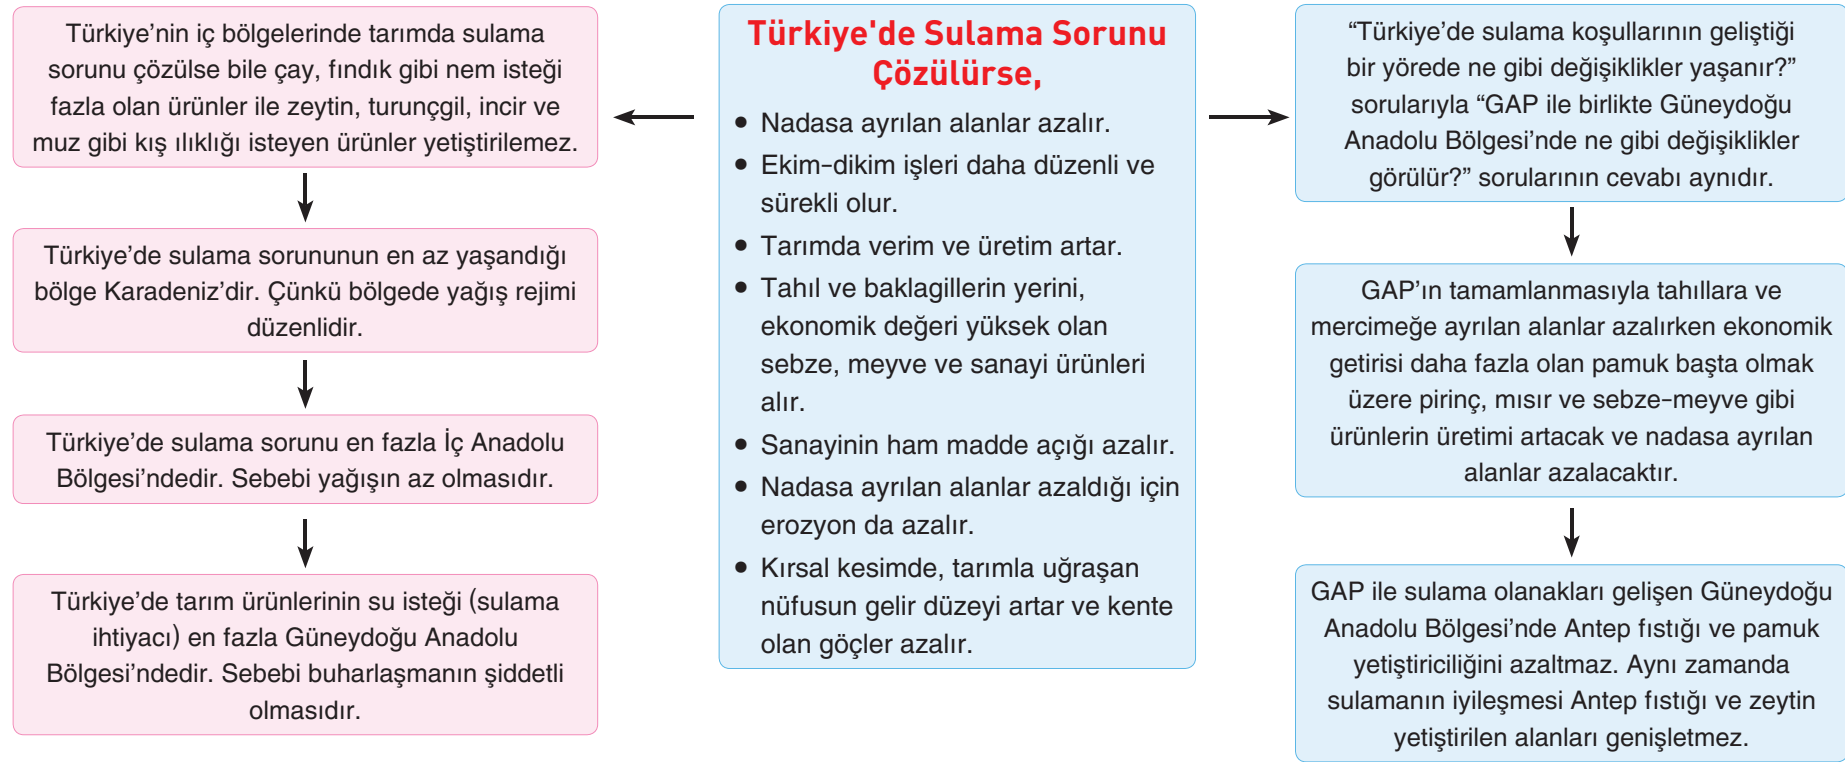 Türkiye'de Sulama Sorunu
Çözülürse,
• Nadasa ayrılan alanlar azalır.
• Ekim-dikim işleri daha düzenli ve
sürekli olur.
• Tarımda verim ve üretim artar.
• Tahıl ve baklagillerin yerini,
ekonomik değeri yüksek olan
sebze, meyve ve sanayi ürünleri
alır.
• Sanayinin ham madde açığı azalır.
• Nadasa ayrılan alanlar azaldığı için
erozyon da azalır.
• Kırsal kesimde, tarımla uğraşan
nüfusun gelir düzeyi artar ve kente
olan göçler azalır.
Türkiye’nin iç bölgelerinde tarımda sulama
sorunu çözülse bile çay, fındık gibi nem isteği
fazla olan ürünler ile zeytin, turunçgil, incir ve
muz gibi kış ılıklığı isteyen ürünler yetiştirilemez.
Türkiye’de sulama sorununun en az yaşandığı
bölge Karadeniz’dir. Çünkü bölgede yağış rejimi
düzenlidir.
Türkiye’de sulama sorunu en fazla İç Anadolu
Bölgesi’ndedir. Sebebi yağışın az olmasıdır.
Türkiye’de tarım ürünlerinin su isteği (sulama
ihtiyacı) en fazla Güneydoğu Anadolu
Bölgesi’ndedir. Sebebi buharlaşmanın şiddetli
olmasıdır.
“Türkiye’de sulama koşullarının geliştiği
bir yörede ne gibi değişiklikler yaşanır?”
sorularıyla “GAP ile birlikte Güneydoğu
Anadolu Bölgesi’nde ne gibi değişiklikler
görülür?” sorularının cevabı aynıdır.
GAP’ın tamamlanmasıyla tahıllara ve
mercimeğe ayrılan alanlar azalırken ekonomik
getirisi daha fazla olan pamuk başta olmak
üzere pirinç, mısır ve sebze-meyve gibi
ürünlerin üretimi artacak ve nadasa ayrılan
alanlar azalacaktır.
GAP ile sulama olanakları gelişen Güneydoğu
Anadolu Bölgesi’nde Antep fıstığı ve pamuk
yetiştiriciliğini azaltmaz. Aynı zamanda
sulamanın iyileşmesi Antep fıstığı ve zeytin
yetiştirilen alanları genişletmez.